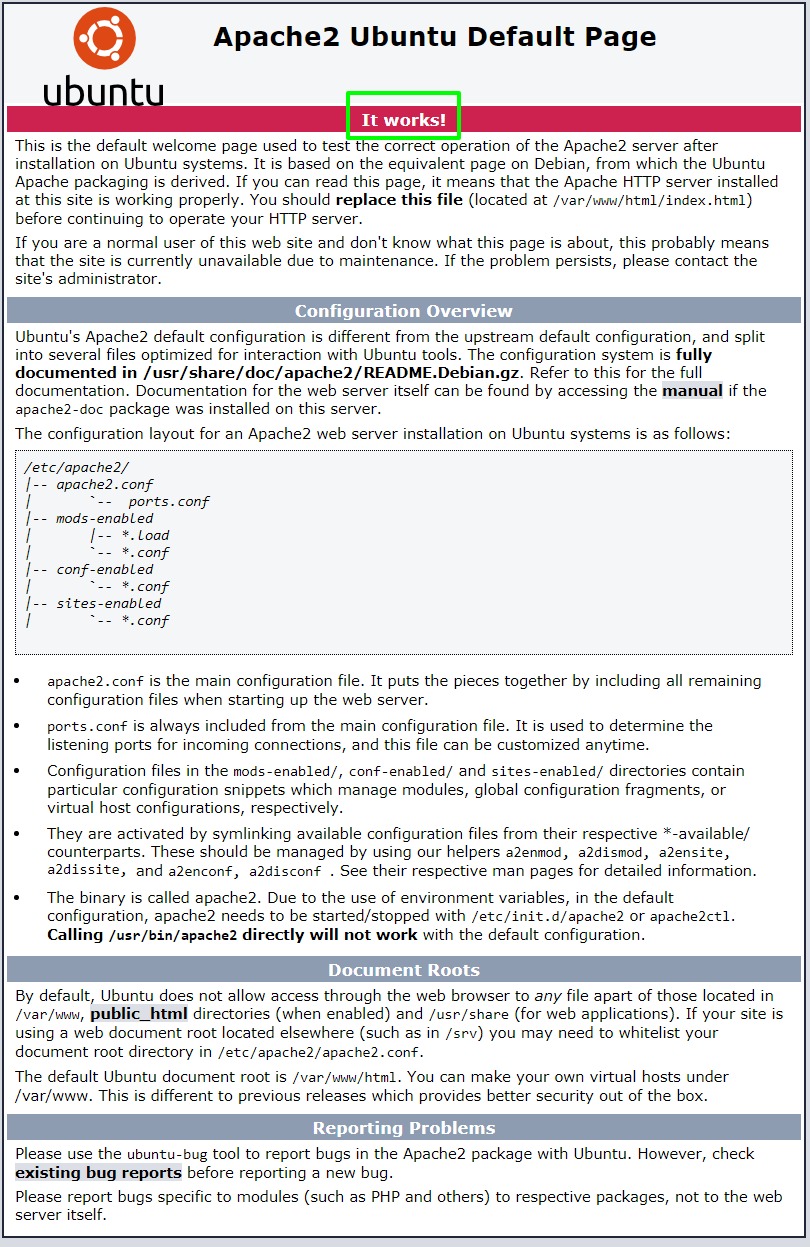 Apache2 Ubuntu Default Page
ubuntu
It works!
This is the default welcome page used to test the correct operation of the Apache2 server after
installation on Ubuntu systems. It is based on the equivalent page on Debian, from which the Ubuntu
Apache packaging is derived. If you can read this page, it means that the Apache HTTP server installed
at this site is working properly. You should replace this file (located at /var/www/html/index.html)
before continuing to operate your HTTP server.
If you are a normal user of this web site and don't know what this page is about, this probably means
that the site is currently unavailable due to maintenance. If the problem persists, please contact the
site's administrator.
Configuration Overview
Ubuntu's Apache2 default configuration is different from the upstream default configuration, and split
into several files optimized for interaction with Ubuntu tools. The configuration system is fully
documented in /usr/share/doc/apache2/README.Debian.gz. Refer to this for the full
documentation. Documentation for the web server itself can be found by accessing the manual if the
apache2-doc package was installed on this server.
The configuration layout for an Apache2 web server installation on Ubuntu systems is as follows:
/etc/apache2/
|-- apache2.conf
|       `--  ports.conf
|-- mods-enabled
|       |-- *.load
|       `-- *.conf
|-- conf-enabled
|       `-- *.conf
|-- sites-enabled
|       `-- *.conf
• apache2.conf is the main configuration file. It puts the pieces together by including all remaining
configuration files when starting up the web server.
• ports.conf is always included from the main configuration file. It is used to determine the
listening ports for incoming connections, and this file can be customized anytime.
• Configuration files in the mods-enabled/, conf-enabled/ and sites-enabled/ directories contain
particular configuration snippets which manage modules, global configuration fragments, or
virtual host configurations, respectively.
• They are activated by symlinking available configuration files from their respective *-available/
counterparts. These should be managed by using our helpers a2enmod, a2dismod, a2ensite,
a2dissite, and a2enconf, a2disconf . See their respective man pages for detailed information.
• The binary is called apache2. Due to the use of environment variables, in the default
configuration, apache2 needs to be started/stopped with /etc/init.d/apache2 or apache2ctl.
Calling /usr/bin/apache2 directly will not work with the default configuration.
Document Roots
By default, Ubuntu does not allow access through the web browser to any file apart of those located in
/var/www, public_html directories (when enabled) and /usr/share (for web applications). If your site is
using a web document root located elsewhere (such as in /srv) you may need to whitelist your
document root directory in /etc/apache2/apache2.conf.
The default Ubuntu document root is /var/www/html. You can make your own virtual hosts under
/var/www. This is different to previous releases which provides better security out of the box.
Reporting Problems
Please use the ubuntu-bug tool to report bugs in the Apache2 package with Ubuntu. However, check
existing bug reports before reporting a new bug.
Please report bugs specific to modules (such as PHP and others) to respective packages, not to the web
server itself.